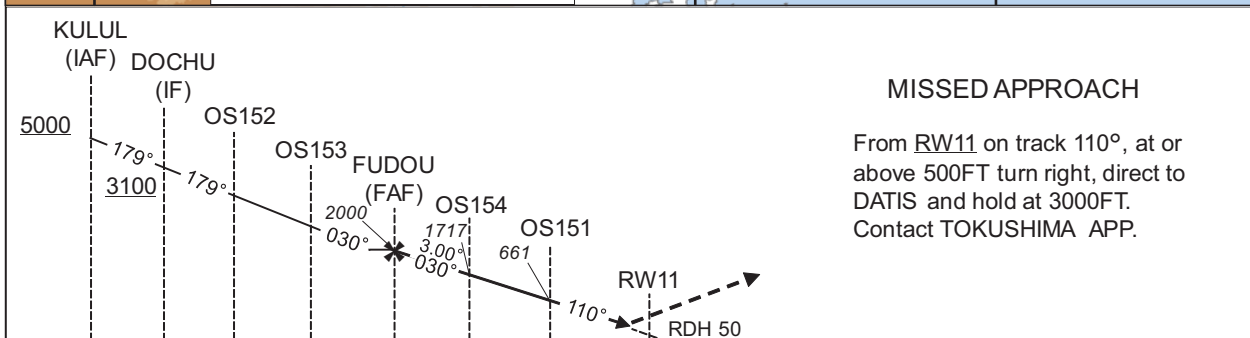 KULUL
(IAF)
DOCHU
(IF)
OS152
OS153
FUDOU
(FAF)
OS154
OS151
RW11
5000
179°
3100
179°
2000
030°
1717
3.00°
030°
661
110°
RDH 50
MISSED APPROACH
From RW11 on track 110°, at or
above 500FT turn right, direct to
DATIS and hold at 3000FT.
Contact TOKUSHIMA APP.